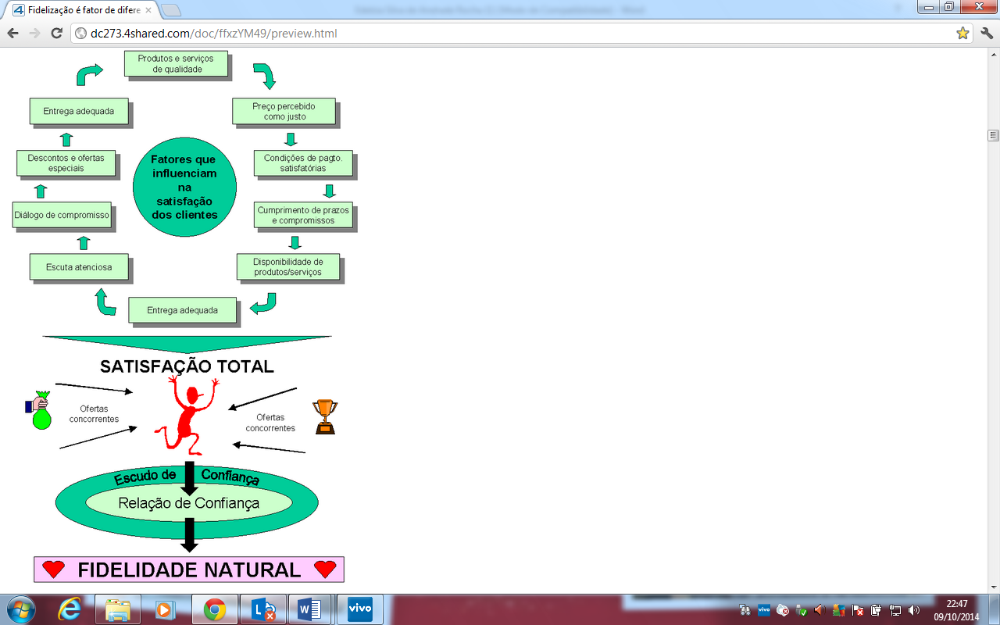 Fidelização é fator de difere
dc273.4shared.com/doc/ffxzYM49/preview.html
Produtos e serviços
de qualidade
Preço percebido
como justo
Condições de pagto.
satisfatórias
Cumprimento de prazos
e compromissos
Disponibilidade de
produtos/serviços
Entrega adequada
Escuta atenciosa
Diálogo de compromisso
Descontos e ofertas
especiais
Entrega adequada
Fatores que
influenciam
na
satisfação
dos clientes
SATISFAÇÃO TOTAL
Ofertas
concorrentes
Ofertas
concorrentes
Escudo de Confiança
Relação de Confiança
FIDELIDADE NATURAL
vivo
vivo
22:47
09/10/2014